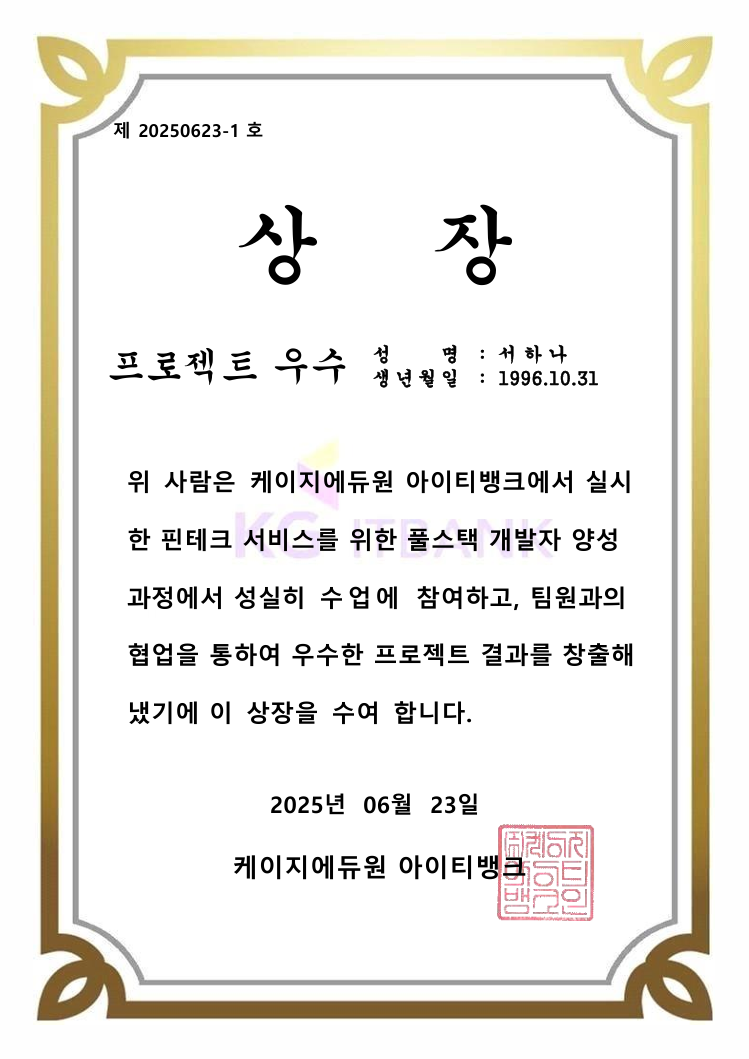 제 20250623-1 호
상 장
프로젝트 우수
성 명 : 서하나
생년월일 : 1996.10.31
위 사람은 케이지에듀원 아이티뱅크에서 실시
한 핀테크 서비스를 위한 풀스택 개발자 양성
과정에서 성실히 수업에 참여하고, 팀원과의
협업을 통하여 우수한 프로젝트 결과를 창출해
냈기에 이 상장을 수여 합니다.
KG ITBANK
2025년 06월 23일
케이지에듀원 아이티뱅크